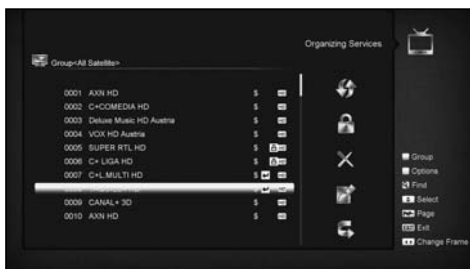 Organizing Services
Group<All Satellite>
0001 AXN HD $
0002 C+COMEDIA HD $
0003 Deluxe Music HD Austria $
0004 VOX HD Austria $
0005 SUPER RTL HD $
0006 C+ LIGA HD $
0007 C+L.MULTI HD $
0009 CANAL+ 3D $
0010 AXN HD $
Group
Options
Find
Select
Page
Exit
Change Frame